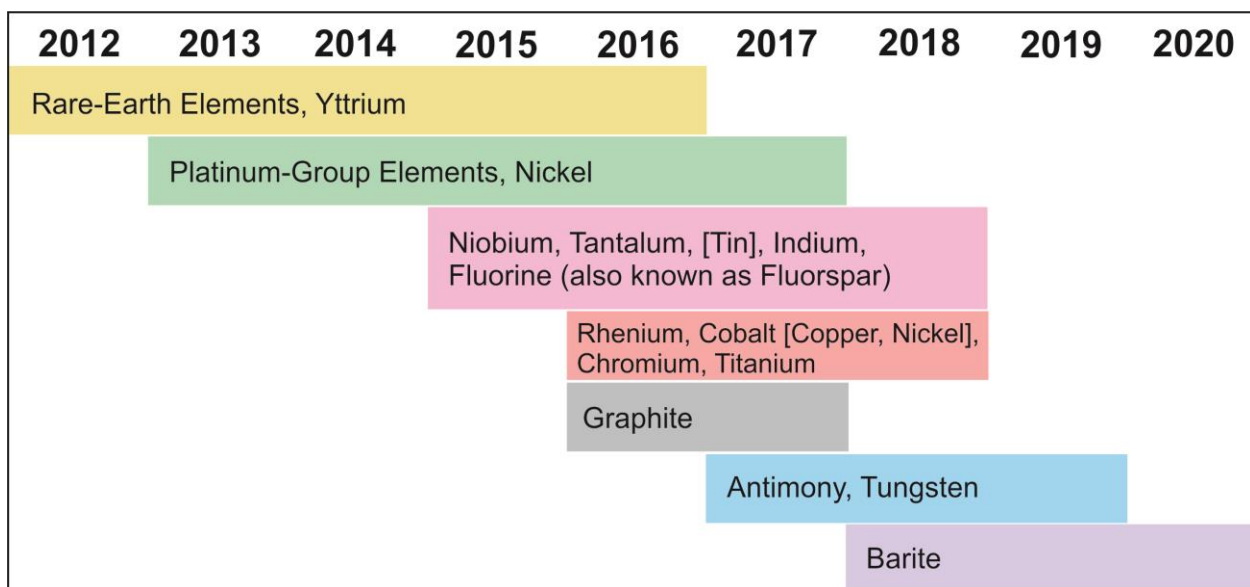 2012 2013 2014 2015 2016 2017 2018 2019 2020
Rare-Earth Elements, Yttrium
Platinum-Group Elements, Nickel
Niobium, Tantalum, [Tin], Indium,
Fluorine (also known as Fluorspar)
Rhenium, Cobalt [Copper, Nickel],
Chromium, Titanium
Graphite
Antimony, Tungsten
Barite